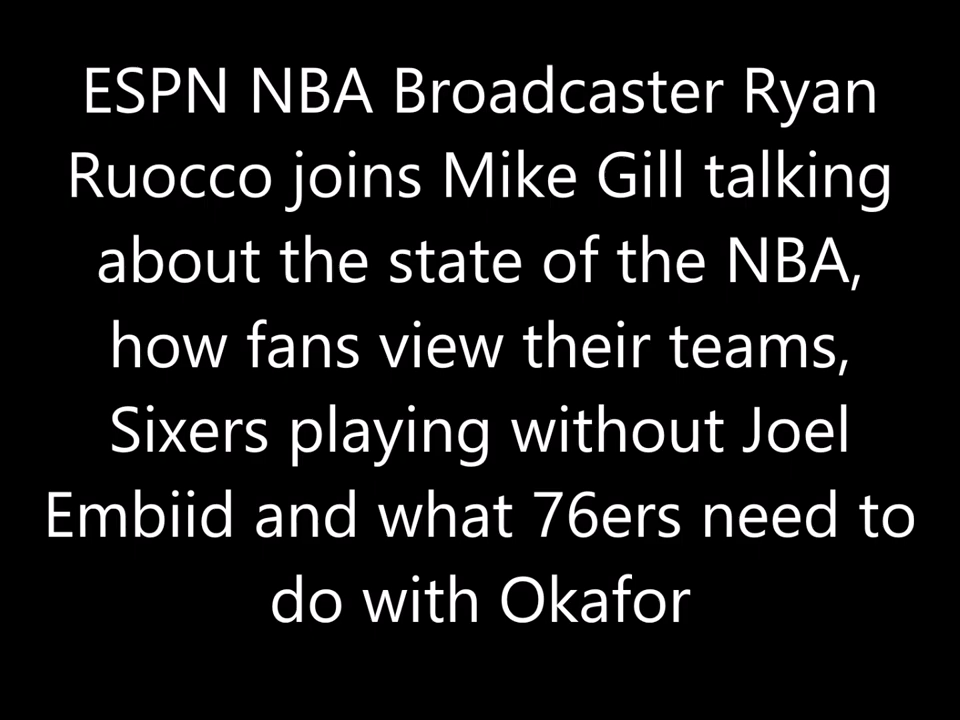 ESPN NBA Broadcaster Ryan
Ruocco joins Mike Gill talking
about the state of the NBA,
how fans view their teams,
Sixers playing without Joel
Embiid and what 76ers need to
do with Okafor